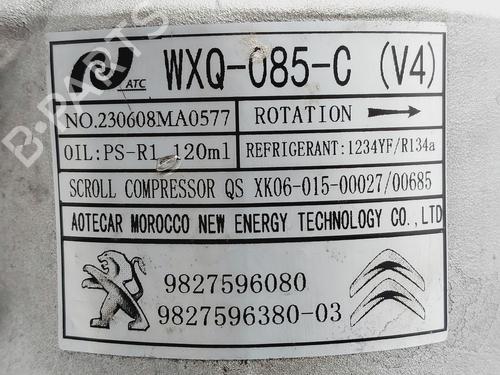 ATC
WXQ-085-C (V4)
NO.230608MA0577
ROTATION
OIL:PS-R1 120ml
REFRIGERANT:1234YF/R134a
SCROLL COMPRESSOR QS XK06-015-00027/00685
AOTECAR MOROCCO NEW ENERGY TECHNOLOGY CO.,LTD
9827596080
9827596380-03
B-PARTS